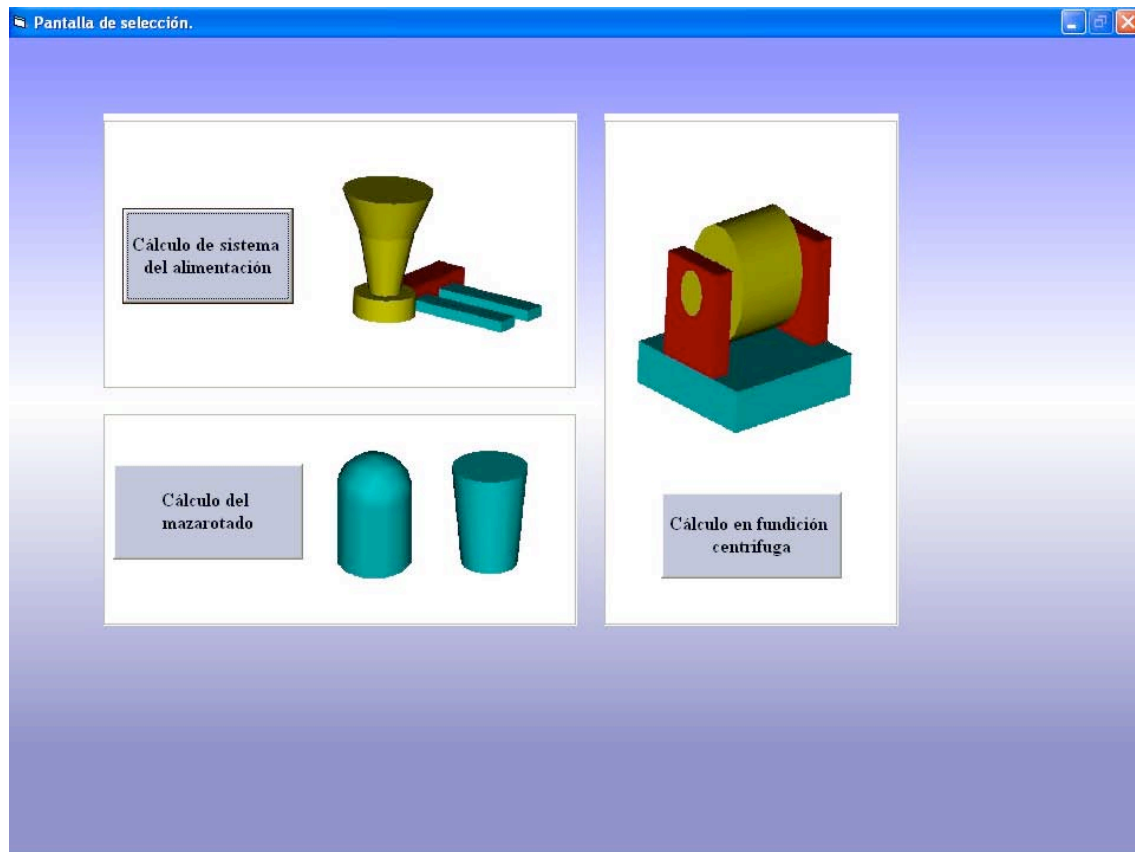 Pantalla de selección.
Cálculo de sistema
del alimentación
Cálculo del
mazarotado
Cálculo en fundición
centrifuga